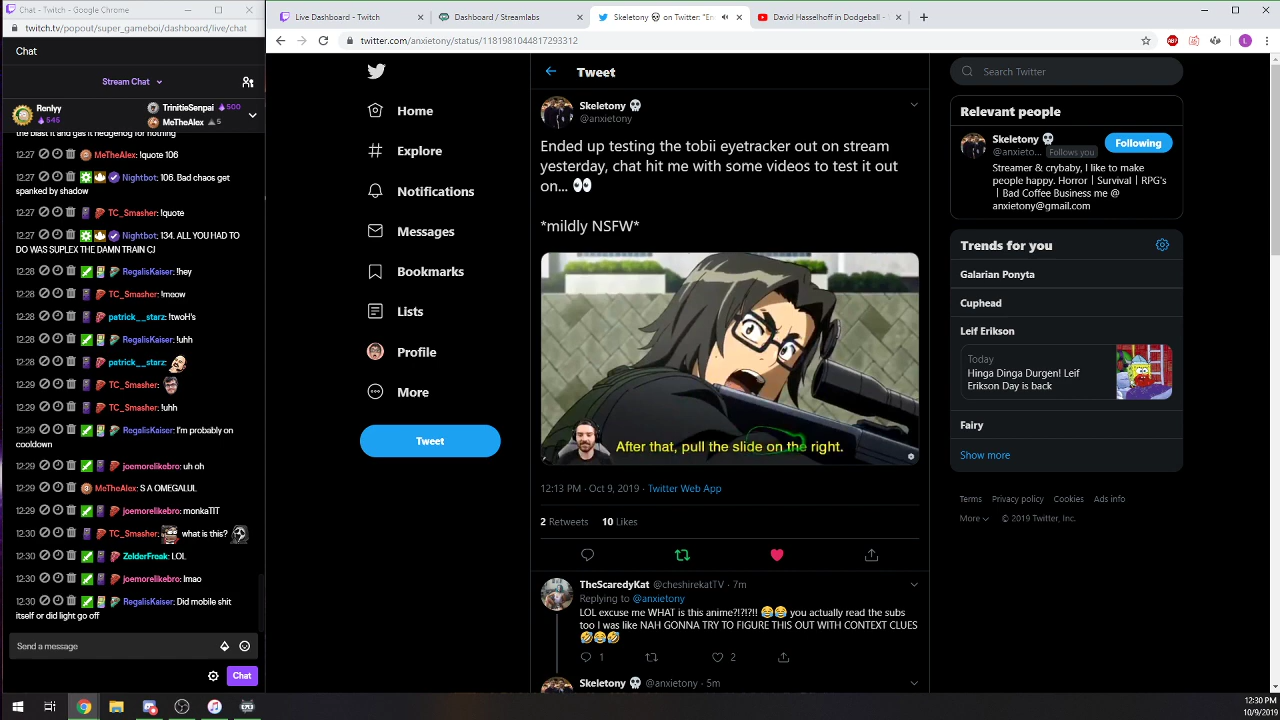 Chat - Google Chrome
twitch.tv/popout/super_gameboi/dashboard/live/chat
Chat
Stream Chat
Renlyy
545
TrinitieSenpai 500
MeTheAlex 5
the blast it and gas it hedgehog for nothing
12:27 MeTheAlex: !quote 106
12:27 Nightbot: 106. Bad chaos get
spanked by shadow
12:27 TC_Smasher: !quote
12:27 Nightbot: 134. ALL YOU HAD TO
DO WAS SUPLEX THE DAMN TRAIN CJ
12:28 RegalisKaiser: !hey
12:28 TC_Smasher: !meow
12:28 patrick__starz: !twoH's
12:28 RegalisKaiser: !uhh
12:28 patrick__starz:
12:29 TC_Smasher:
12:29 TC_Smasher: !uhh
12:29 RegalisKaiser: I'm probably on
cooldown
12:29 joemorelikebro: uh oh
12:29 MeTheAlex: S A OMEGALUL
12:29 joemorelikebro: monkaTIT
12:30 TC_Smasher: what is this?
12:30 ZelderFreak: LOL
12:30 joemorelikebro: lmao
12:30 RegalisKaiser: Did mobile shit
itself or did light go off
Send a message
Chat
Live Dashboard - Twitch
Dashboard / Streamlabs
Skeletony on Twitter: "En
David Hasselhoff in Dodgeball -
twitter.com/anxietony/status/1181981044817293312
ABP
L
Home
Explore
Notifications
Messages
Bookmarks
Lists
Profile
More
Tweet
Tweet
Skeletony
@anxietony
Ended up testing the tobii eyetracker out on stream
yesterday, chat hit me with some videos to test it out
on...
*mildly NSFW*
After that, pull the slide on the right.
12:13 PM · Oct 9, 2019 · Twitter Web App
2 Retweets 10 Likes
TheScaredyKat @cheshirekatTV · 7m
Replying to @anxietony
LOL excuse me WHAT is this anime?!?!?!! you actually read the subs
too I was like NAH GONNA TRY TO FIGURE THIS OUT WITH CONTEXT CLUES
1 2
Skeletony @anxietony · 5m
Search Twitter
Relevant people
Skeletony
@anxieto... Follows you
Following
Streamer & crybaby, I like to make
people happy. Horror | Survival | RPG's
| Bad Coffee Business me @
anxietony@gmail.com
Trends for you
Galarian Ponyta
Cuphead
Leif Erikson
Today
Hinga Dinga Durgen! Leif
Erikson Day is back
Fairy
Show more
Terms Privacy policy Cookies Ads info
More © 2019 Twitter, Inc.
12:30 PM
10/9/2019